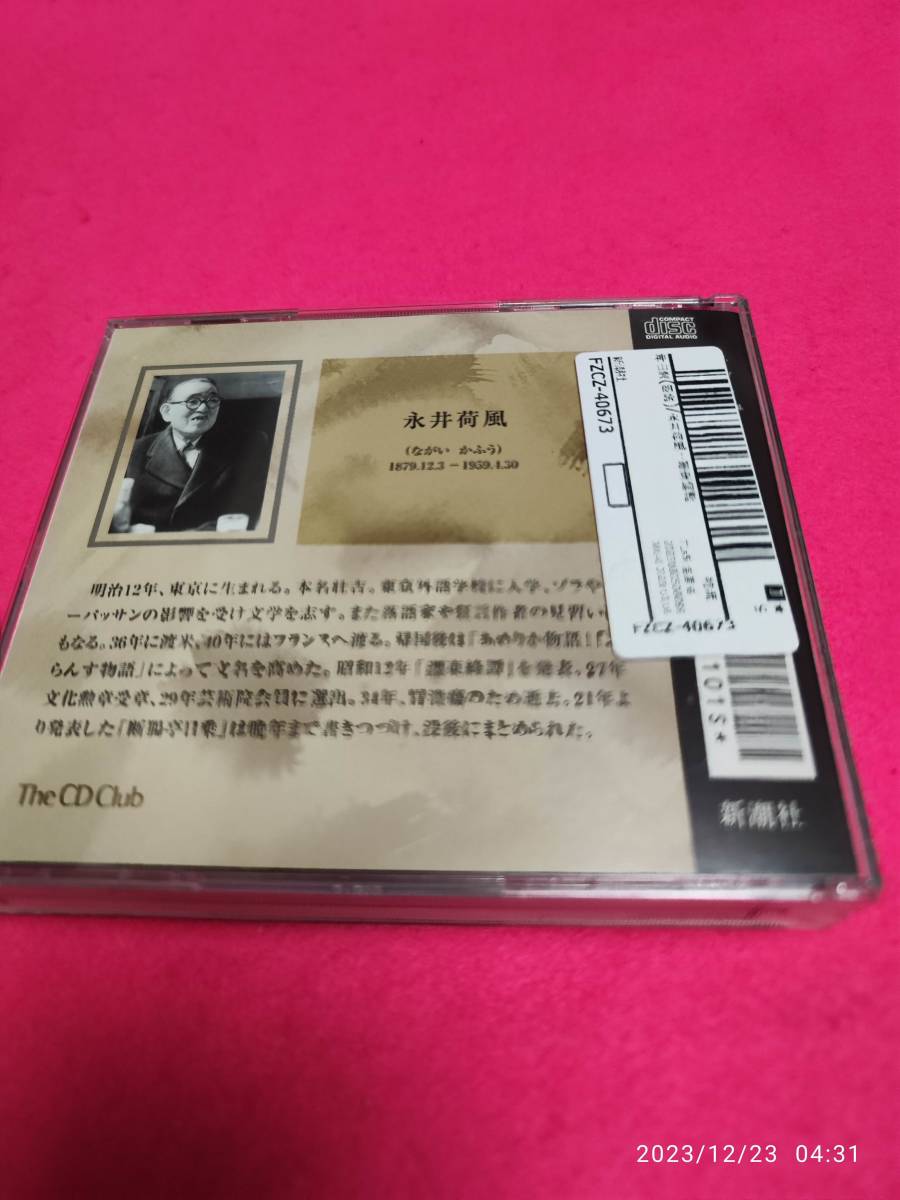 COMPACT
disc
DIGITAL AUDIO
永井荷風
(ながい かふう)
1879.12.3 － 1959.4.30
明治12年、東京に生まれる。本名壮吉。東京外語学校に入学。ゾラや
ーパッサンの影響を受け文学を志す。また落語家や狂言作者の見習い
もなる。36年に渡米、40年にはフランスへ渡る。帰国後は「あめりか物語」「
らんす物語」によって文名を高めた。昭和12年「濹東綺譚」を発表。27年
文化勲章受章、29年芸術院会員に選出。34年、胃潰瘍のため逝去。21年よ
り発表した「断腸亭日乗」は晩年まで書きつづけ、没後にまとめられた。
The CD Club
新潮社
FZCZ-40673
101S*
2023/12/23 04:31